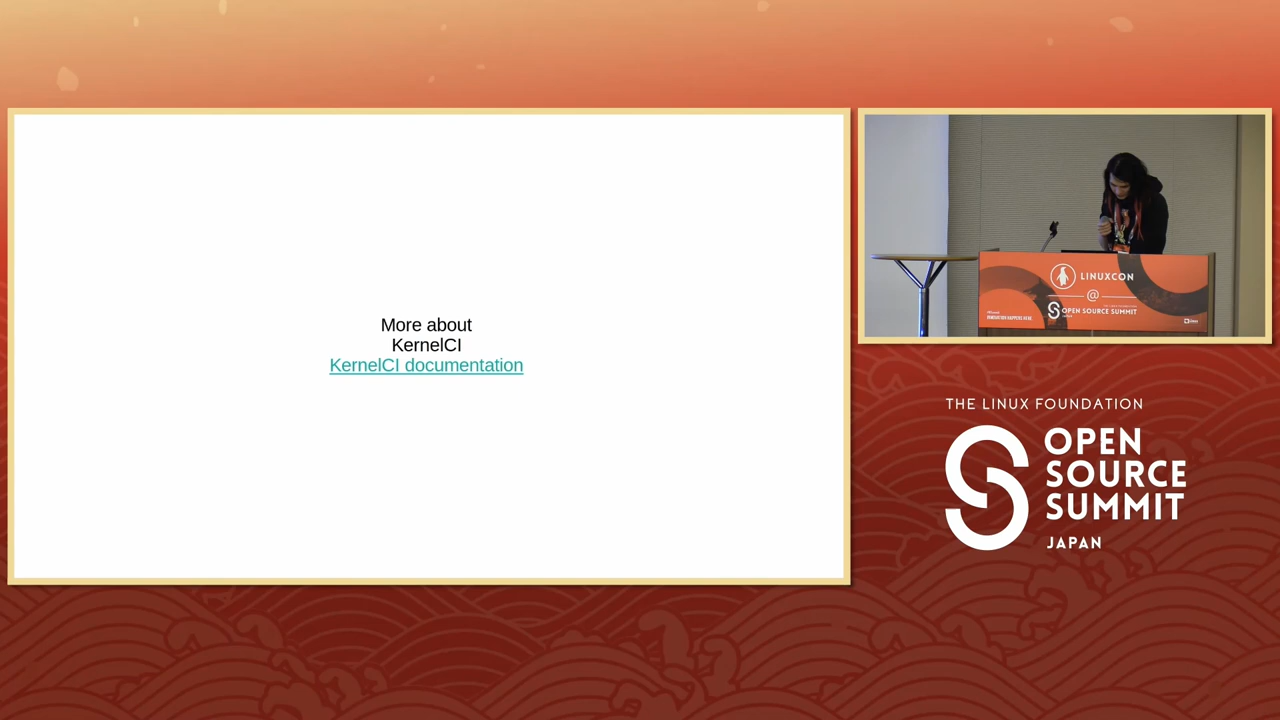 More about
KernelCI
KernelCI documentation
LINUXCON
@
OPEN SOURCE SUMMIT
THE LINUX FOUNDATION
OPEN
SOURCE
SUMMIT
JAPAN